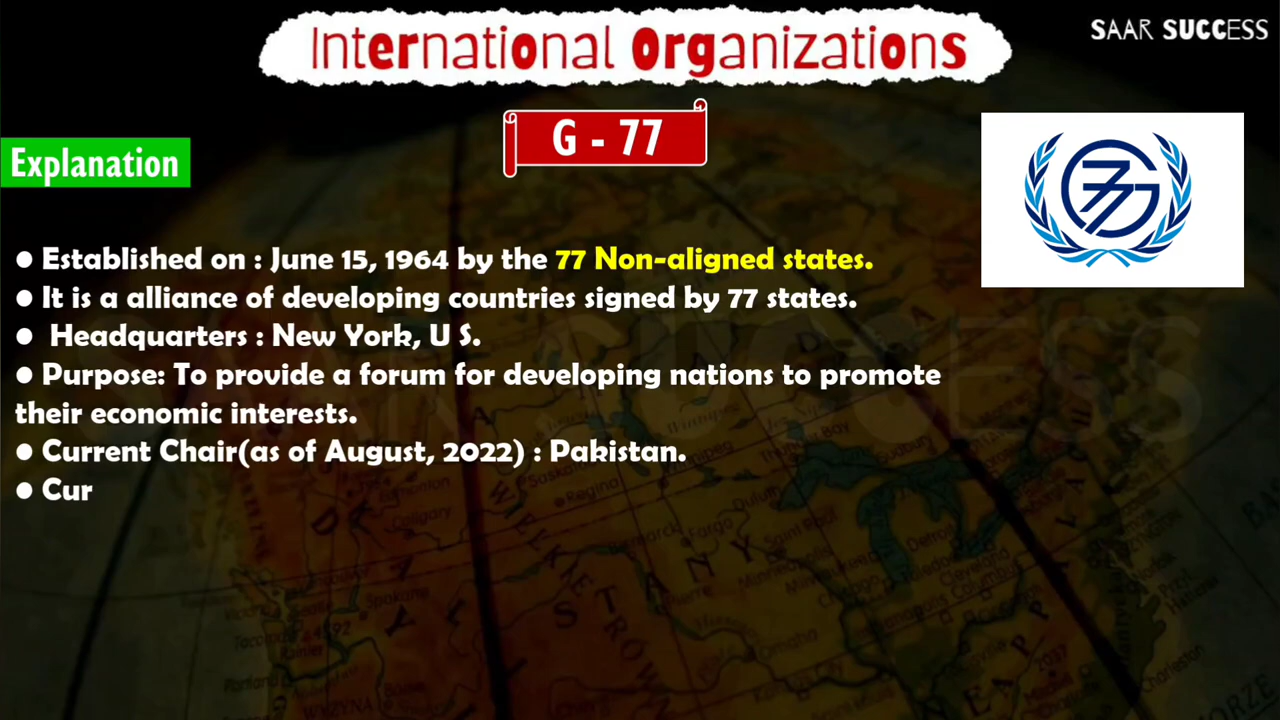 International Organizations
SAAR SUCCESS
G - 77
Explanation
● Established on : June 15, 1964 by the 77 Non-aligned states.
● It is a alliance of developing countries signed by 77 states.
● Headquarters : New York, U S.
● Purpose: To provide a forum for developing nations to promote
their economic interests.
● Current Chair(as of August, 2022) : Pakistan.
● Cur